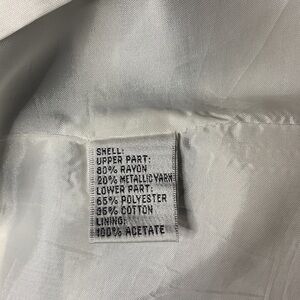 SHELL:
UPPER PART:
80% RAYON
20% METALLIC YARN
LOWER PART:
65% POLYESTER
35% COTTON
LINING:
100% ACETATE